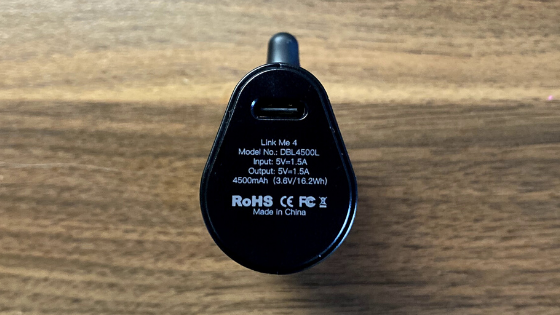 Link Me 4
Model No.: DBL4500L
Input: 5V=1.5A
Output: 5V=1.5A
4500mAh (3.6V/16.2Wh)
RoHS CE FC
Made in China